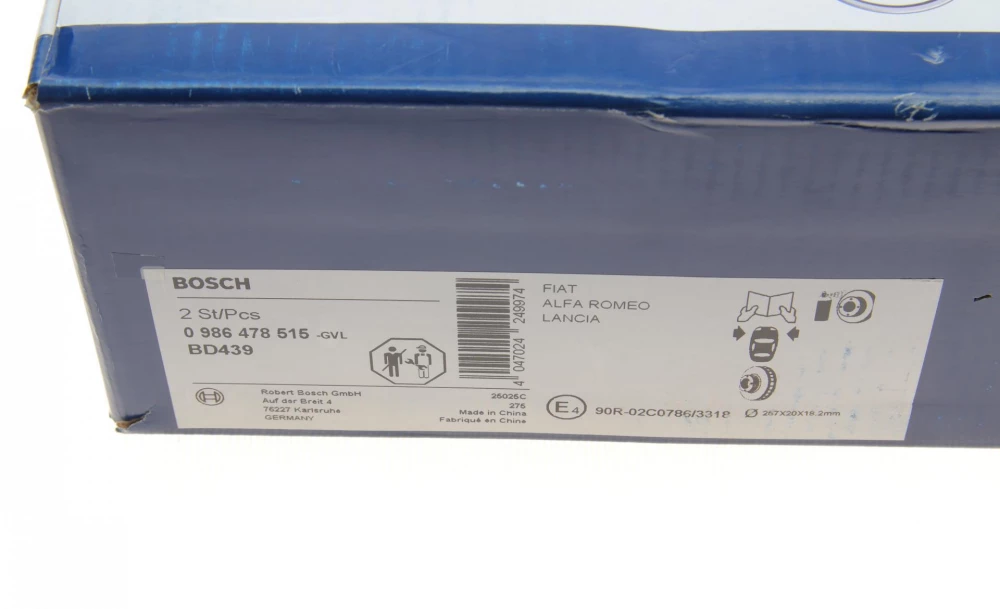 BOSCH
2 St/Pcs
0 986 478 515 -GVL
BD439
Robert Bosch GmbH
Auf der Breit 4
76227 Karlsruhe
GERMANY
25025C
275
Made in China
Fabriqué en Chine
4 047024 249974
FIAT
ALFA ROMEO
LANCIA
E4
90R-02C0786/3318
Ø 257X20X18.2mm